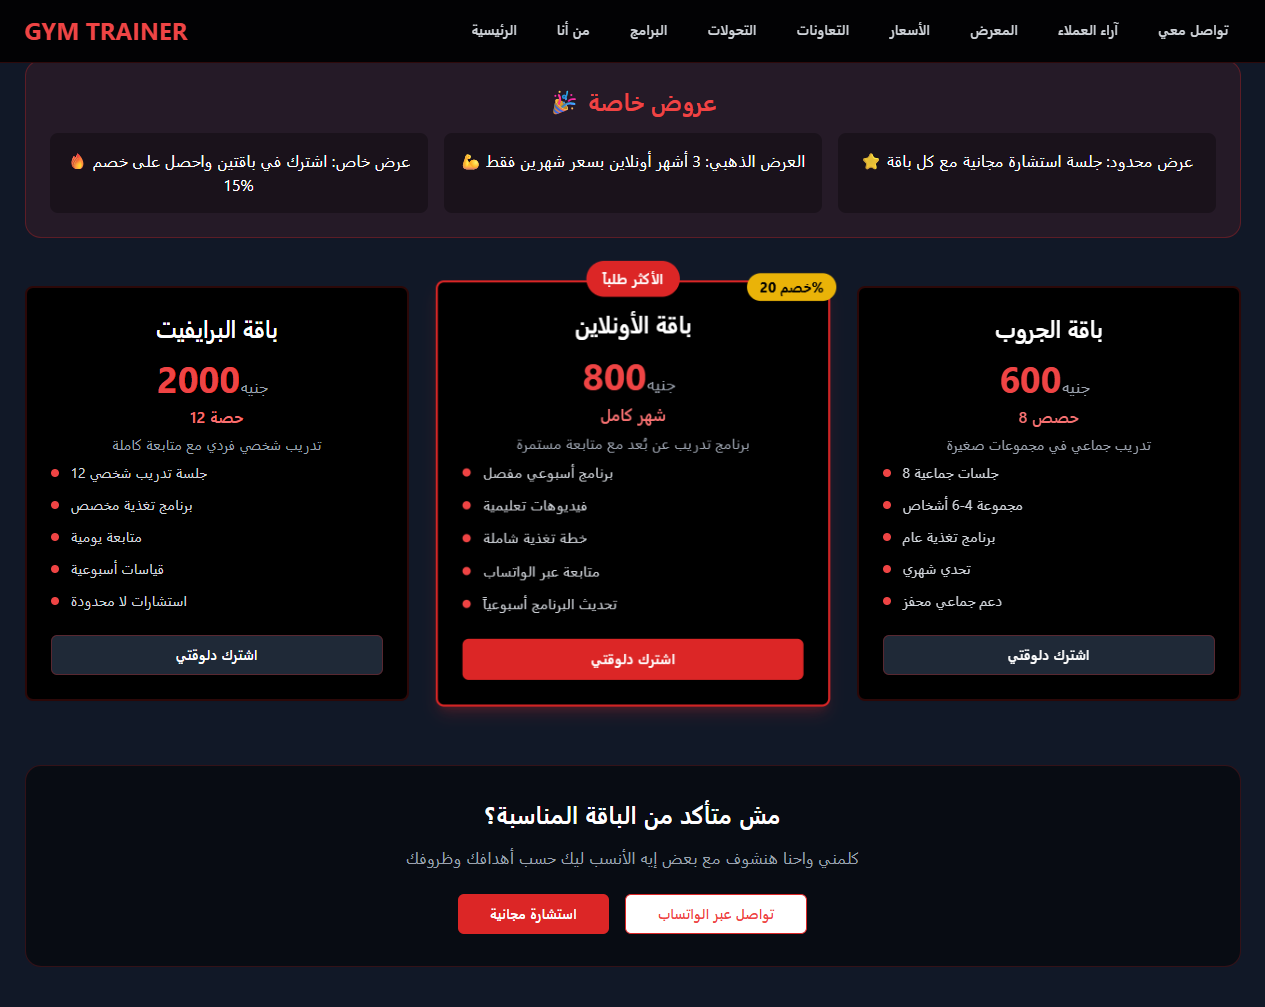 GYM TRAINER
الرئيسية
من أنا
البرامج
التحولات
التعاونات
الأسعار
المعرض
آراء العملاء
تواصل معي
عروض خاصة 🎉
🔥 عرض خاص: اشترك في باقتين واحصل على خصم
15%
💪 العرض الذهبي: 3 أشهر أونلاين بسعر شهرين فقط
⭐ عرض محدود: جلسة استشارة مجانية مع كل باقة
باقة البرايفيت
2000جنيه
12 حصة
تدريب شخصي فردي مع متابعة كاملة
12 جلسة تدريب شخصي
برنامج تغذية مخصص
متابعة يومية
قياسات أسبوعية
استشارات لا محدودة
اشترك دلوقتي
الأكثر طلباً
خصم 20%
باقة الأونلاين
800جنيه
شهر كامل
برنامج تدريب عن بُعد مع متابعة مستمرة
برنامج أسبوعي مفصل
فيديوهات تعليمية
خطة تغذية شاملة
متابعة عبر الواتساب
تحديث البرنامج أسبوعياً
اشترك دلوقتي
باقة الجروب
600جنيه
8 حصص
تدريب جماعي في مجموعات صغيرة
8 جلسات جماعية
مجموعة 4-6 أشخاص
برنامج تغذية عام
تحدي شهري
دعم جماعي محفز
اشترك دلوقتي
مش متأكد من الباقة المناسبة؟
كلمني واحنا هنشوف مع بعض إيه الأنسب ليك حسب أهدافك وظروفك
استشارة مجانية
تواصل عبر الواتساب